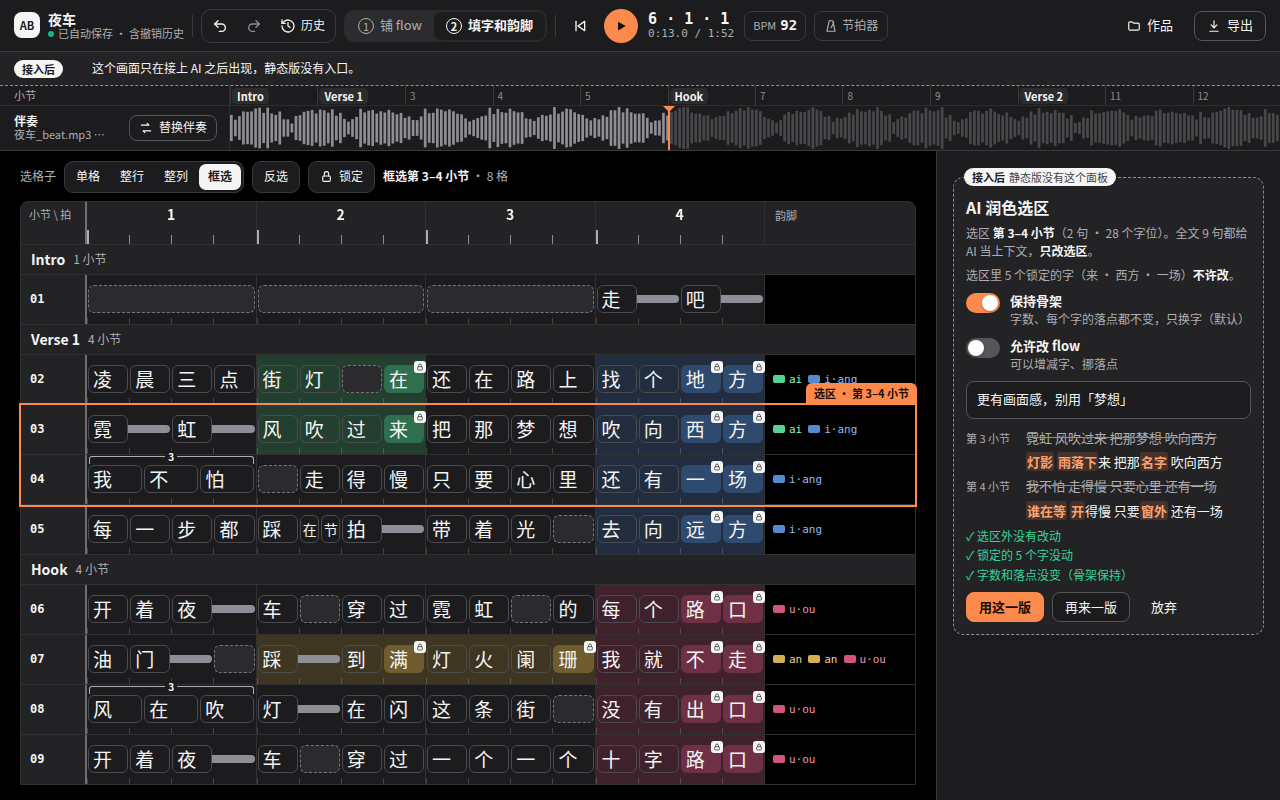 AB 夜车 历史 ① 铺 flow ② 填字和韵脚 6 · 1 · 1 BPM 92 节拍器 作品 导出
已自动保存 · 含撤销历史 0:13.0 / 1:52
接入后 这个画面只在接上 AI 之后出现，静态版没有入口。
小节 Intro Verse 1 3 4 5 Hook 7 8 9 Verse 2 11 12
伴奏
夜车_beat.mp3 ··· 替换伴奏
选格子 单格 整行 整列 框选 反选 锁定 框选第 3–4 小节 · 8 格
小节 \ 拍 1 2 3 4 韵脚
Intro 1 小节
01 走 吧
Verse 1 4 小节
02 凌 晨 三 点 街 灯 在 还 在 路 上 找 个 地 方 ai i·ang
选区 · 第 3–4 小节
03 霓 虹 风 吹 过 来 把 那 梦 想 吹 向 西 方 ai i·ang
3
04 我 不 怕 走 得 慢 只 要 心 里 还 有 一 场 i·ang
05 每 一 步 都 踩 在 节 拍 带 着 光 去 向 远 方 i·ang
Hook 4 小节
06 开 着 夜 车 穿 过 霓 虹 的 每 个 路 口 u·ou
07 油 门 踩 到 满 灯 火 阑 珊 我 就 不 走 an an u·ou
3
08 风 在 吹 灯 在 闪 这 条 街 没 有 出 口 u·ou
09 开 着 夜 车 穿 过 一 个 一 个 十 字 路 口 u·ou
接入后 静态版没有这个面板
AI 润色选区
选区 第 3–4 小节（2 句 · 28 个字位）。全文 9 句都给
AI 当上下文，只改选区。
选区里 5 个锁定的字（来 · 西方 · 一场）不许改。
保持骨架
字数、每个字的落点都不变，只换字（默认）
允许改 flow
可以增减字、挪落点
更有画面感，别用「梦想」
第 3 小节 霓虹 风吹过来 把那梦想 吹向西方
灯影 雨落下来 把那名字 吹向西方
第 4 小节 我不怕 走得慢 只要心里 还有一场
谁在等 开得慢 只要窗外 还有一场
✓ 选区外没有改动
✓ 锁定的 5 个字没动
✓ 字数和落点没变（骨架保持）
用这一版 再来一版 放弃